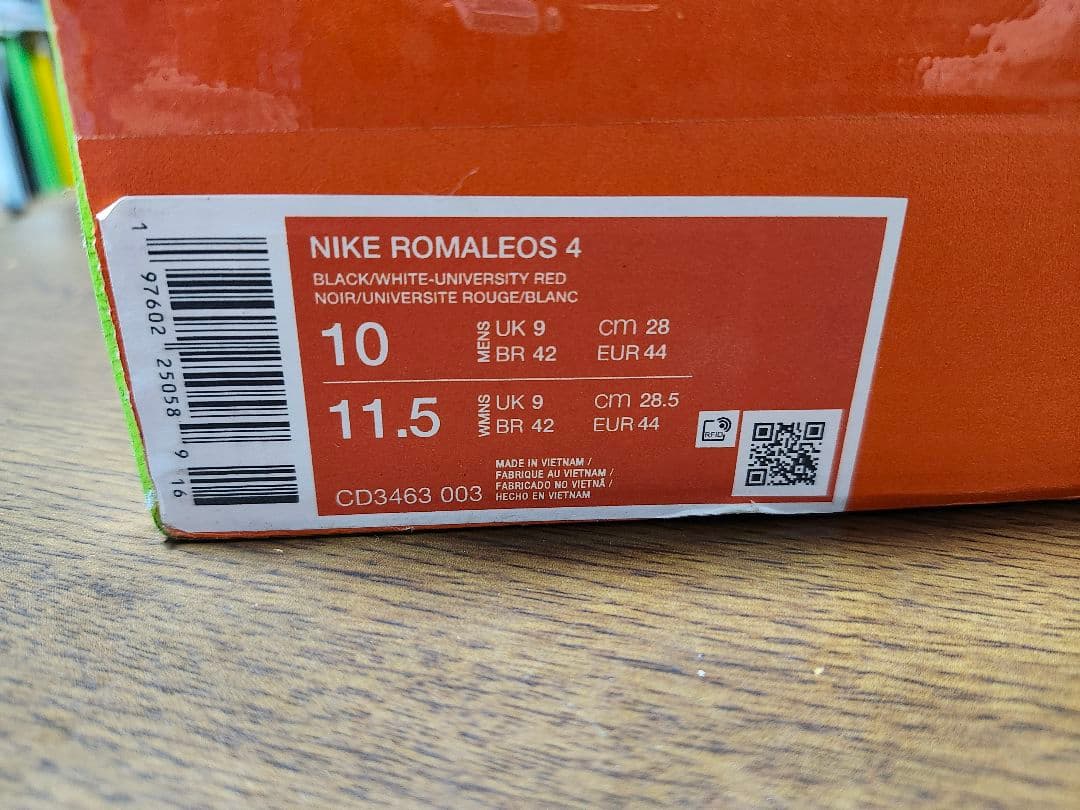 NIKE ROMALEOS 4
BLACK/WHITE-UNIVERSITY RED
NOIR/UNIVERSITE ROUGE/BLANC
10 MENS UK 9 cm 28
BR 42 EUR 44
11.5 WMNS UK 9 cm 28.5
BR 42 EUR 44
RFID
MADE IN VIETNAM /
FABRIQUE AU VIETNAM /
FABRICADO NO VIETNÃ /
HECHO EN VIETNAM
CD3463 003
1 97602 25058 9 16